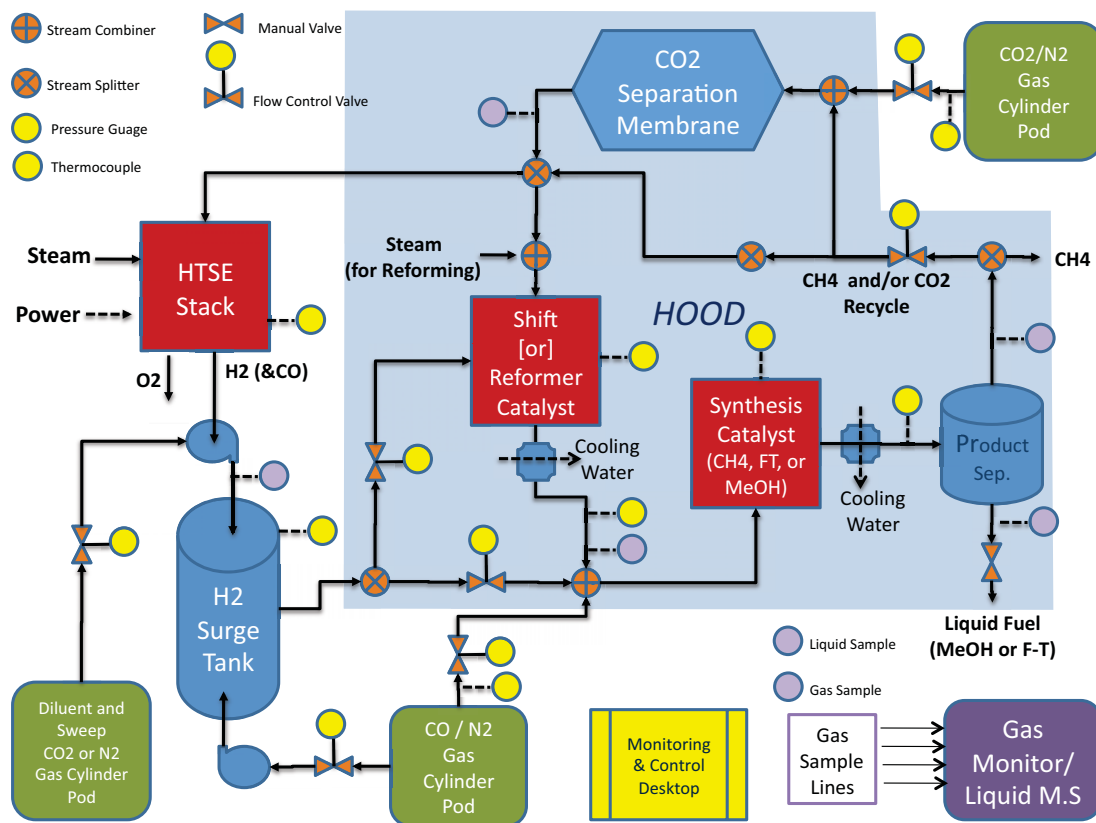 Stream Combiner
Manual Valve
Stream Splitter
Flow Control Valve
Pressure Guage
Thermocouple
CO2
Separation
Membrane
CO2/N2
Gas
Cylinder
Pod
Steam
Power
HTSE
Stack
O2
H2 (&CO)
Steam
(for Reforming)
HOOD
Shift
[or]
Reformer
Catalyst
Cooling
Water
CH4 and/or CO2
Recycle
CH4
Synthesis
Catalyst
(CH4, FT, or
MeOH)
Cooling
Water
Product
Sep.
Liquid Fuel
(MeOH or F-T)
H2
Surge
Tank
Diluent and
Sweep
CO2 or N2
Gas Cylinder
Pod
CO / N2
Gas
Cylinder
Pod
Monitoring
& Control
Desktop
Liquid Sample
Gas Sample
Gas
Sample
Lines
Gas
Monitor/
Liquid M.S